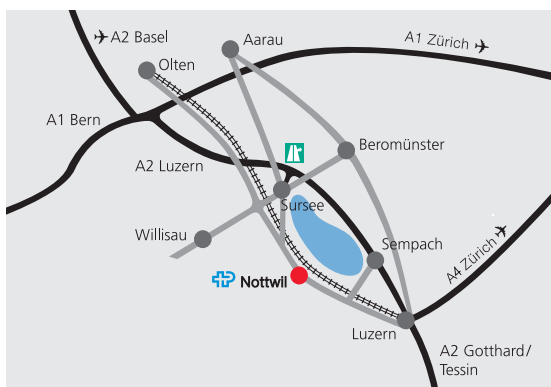 A2 Basel
Aarau
A1 Zürich
Olten
A1 Bern
Beromünster
A2 Luzern
Sursee
Willisau
Sempach
A4 Zürich
Nottwil
Luzern
A2 Gotthard/
Tessin